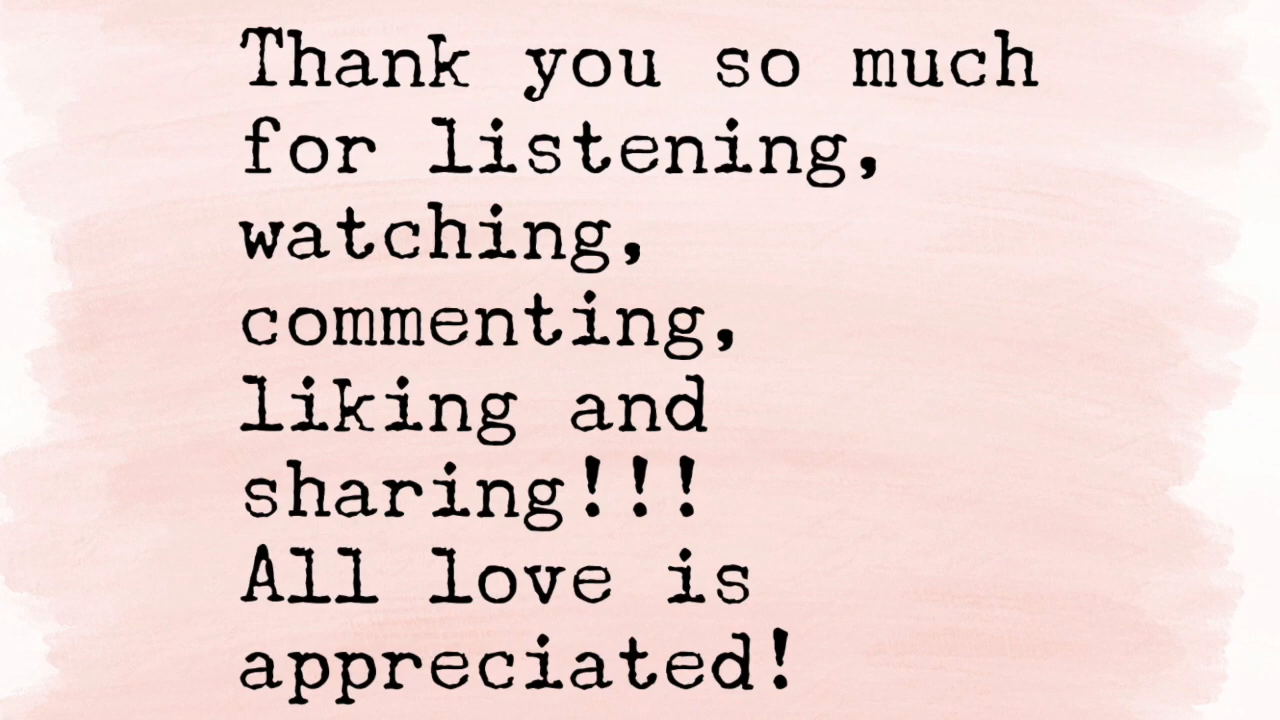 Thank you so much
for listening,
watching,
commenting,
liking and
sharing!!!
All love is
appreciated!